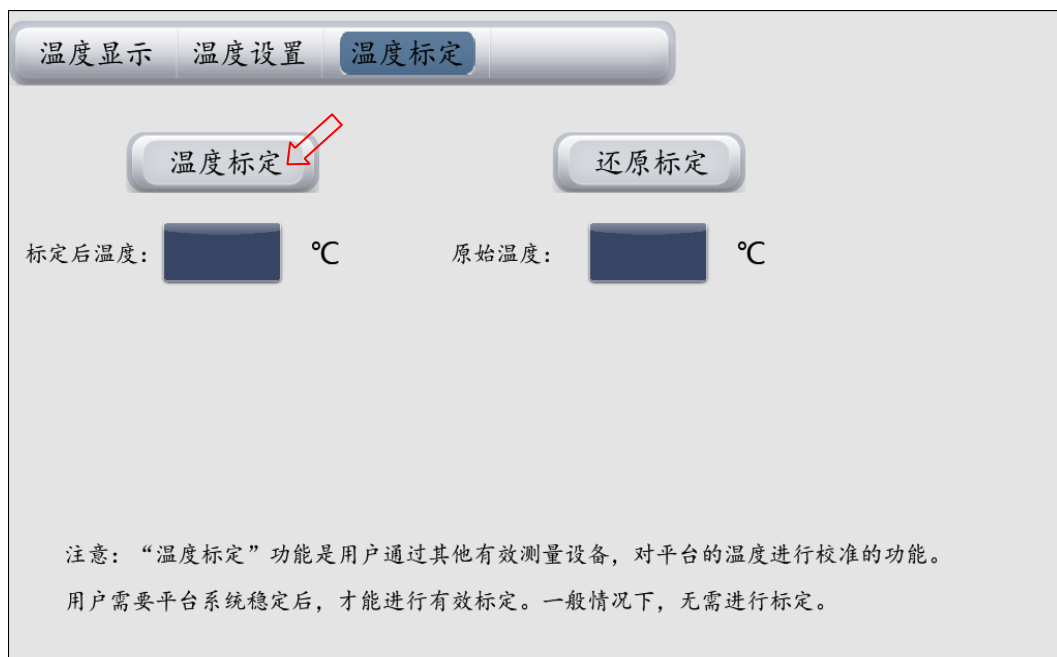 温度显示 温度设置 温度标定
温度标定 还原标定
标定后温度： ℃ 原始温度： ℃
注意：“温度标定”功能是用户通过其他有效测量设备，对平台的温度进行校准的功能。
用户需要平台系统稳定后，才能进行有效标定。一般情况下，无需进行标定。